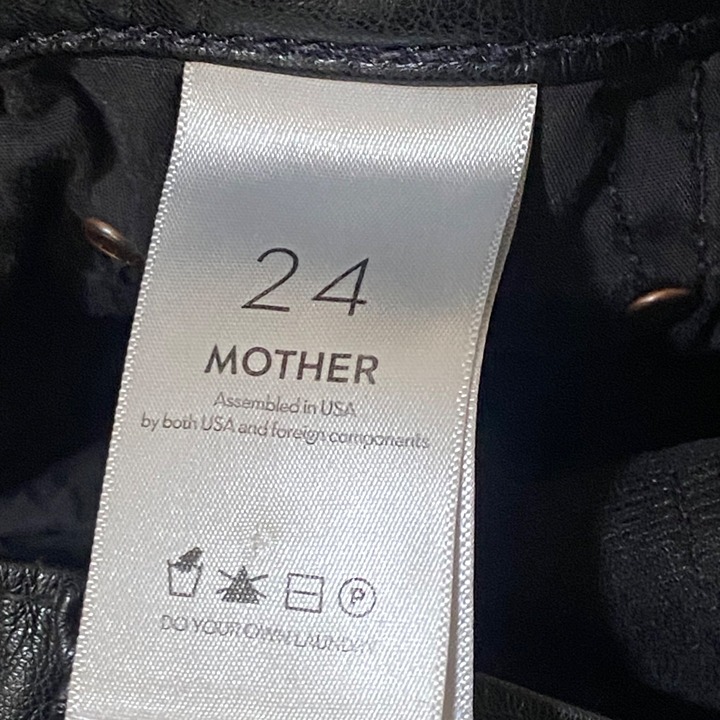 24
MOTHER
Assembled in USA
by both USA and foreign components
P
DO YOUR OWN LAUNDRY